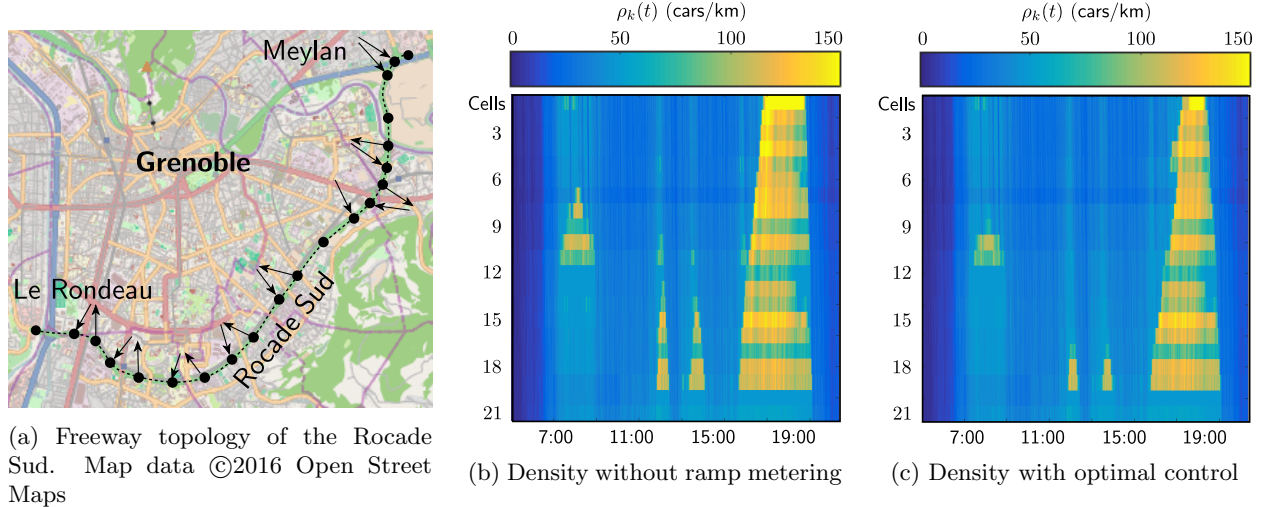 Meylan
Grenoble
Le Rondeau
Rocade Sud
(a) Freeway topology of the Rocade
Sud. Map data ©2016 Open Street
Maps
ρk(t) (cars/km)
0 50 100 150
Cells
3
6
9
12
15
18
21
7:00 11:00 15:00 19:00
(b) Density without ramp metering
ρk(t) (cars/km)
0 50 100 150
Cells
3
6
9
12
15
18
21
7:00 11:00 15:00 19:00
(c) Density with optimal control